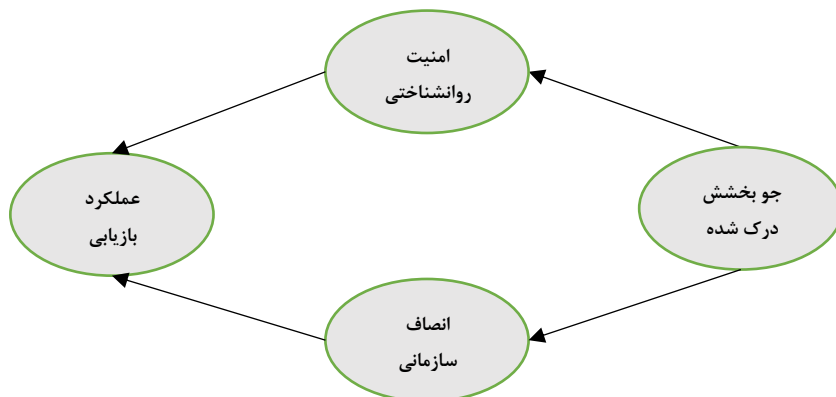 امنیت
روانشناختی
جو بخشش
درک شده
عملکرد
بازیابی
انصاف
سازمانی